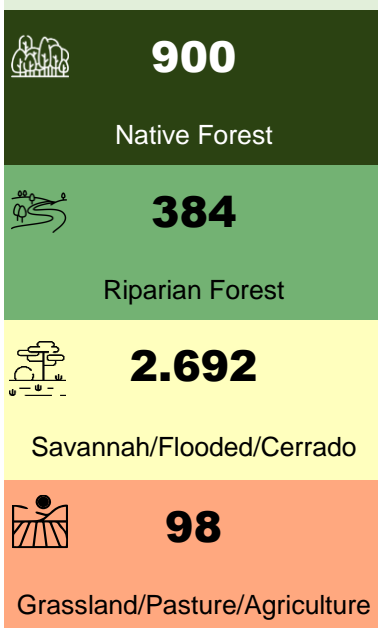 900
Native Forest
384
Riparian Forest
2.692
Savannah/Flooded/Cerrado
98
Grassland/Pasture/Agriculture